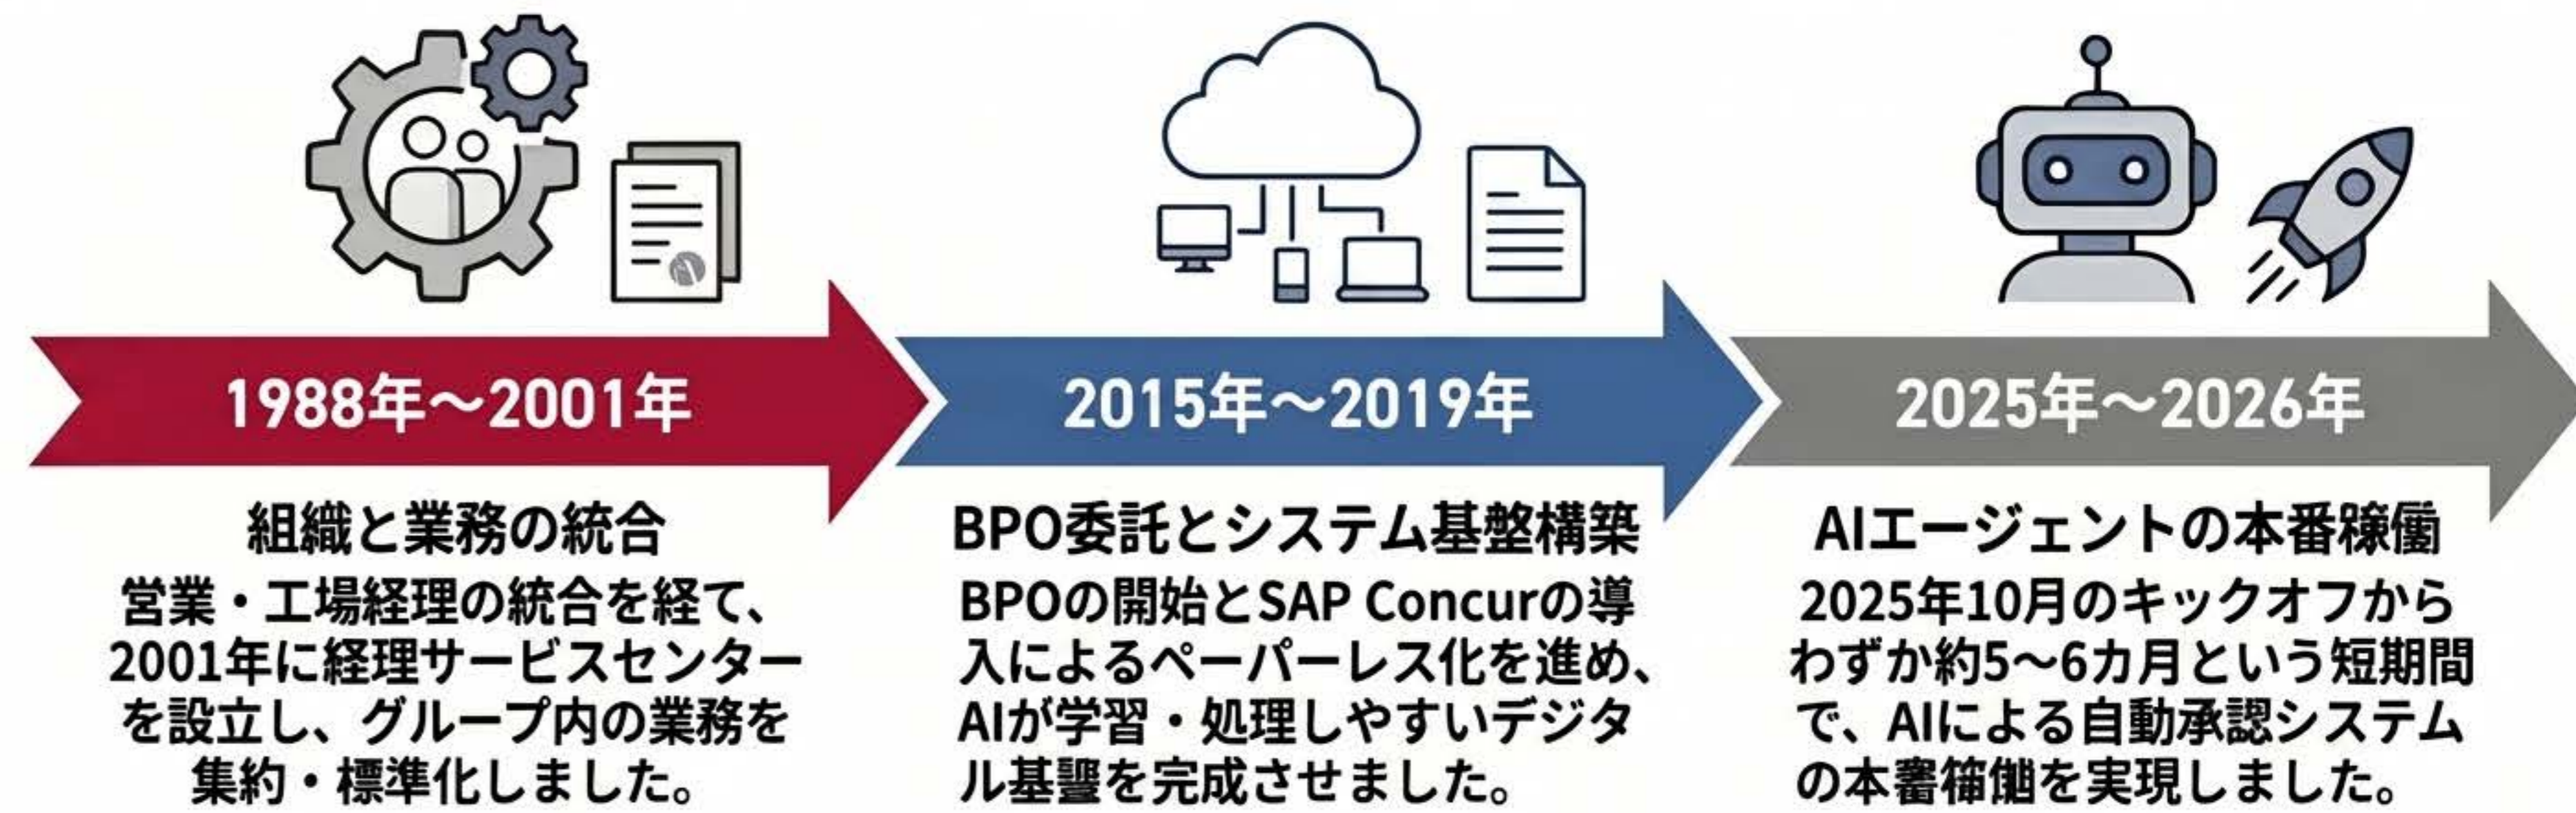 1988年～2001年
組織と業務の統合
営業・工場経理の統合を経て、
2001年に経理サービスセンター
を設立し、グループ内の業務を
集約・標準化しました。
2015年～2019年
BPO委託とシステム基盤構築
BPOの開始とSAP Concurの導
入によるペーパーレス化を進め、
AIが学習・処理しやすいデジタ
ル基を完成させました。
2025年～2026年
AIエージェントの本番
2025年10月のキックオフから
わずか約5～6カ月という短期間
で、AIによる自動承認システム
の本を実現しました。